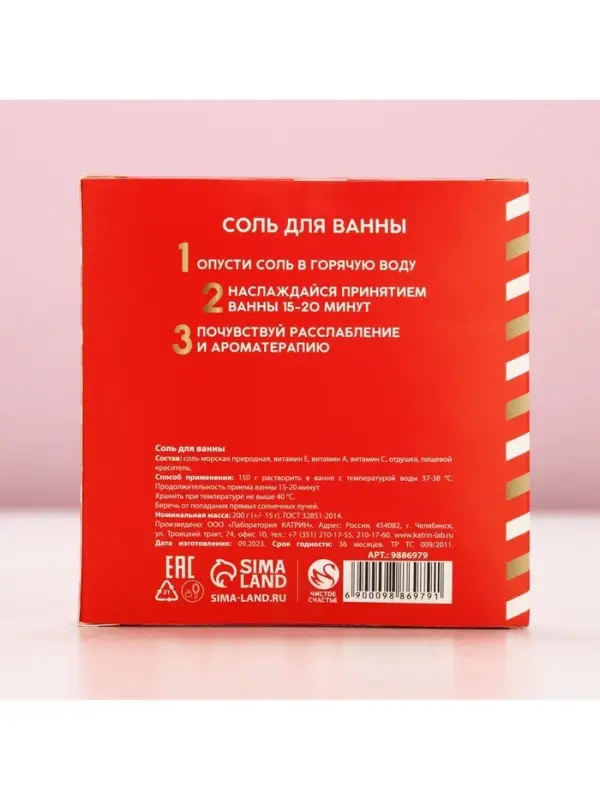 СОЛЬ ДЛЯ ВАННЫ
1 ОПУСТИ СОЛЬ В ГОРЯЧУЮ ВОДУ
2 НАСЛАЖДАЙСЯ ПРИНЯТИЕМ
ВАННЫ 15-20 МИНУТ
3 ПОЧУВСТВУЙ РАССЛАБЛЕНИЕ
И АРОМАТЕРАПИЮ
Соль для ванны
Состав: соль морская природная, витамин Е, витамин А, витамин С, отдушка, пищевой
краситель.
Способ применения: 150 г растворить в ванне с температурой воды 37-38 °С.
Продолжительность приема ванны 15-20 минут.
Хранить при температуре не выше 40 °С.
Беречь от попадания прямых солнечных лучей.
Номинальная масса: 200 г (+/- 15 г). ГОСТ 32851-2014.
Произведено: ООО «Лаборатория КАТРИН». Адрес: Россия, 454082, г. Челябинск,
ул. Троицкий тракт, 74, офис 10, тел.: +7 (351) 210-17-55, 210-17-60. www.katrin-lab.ru
Дата изготовления: 09.2023. Срок годности: 36 месяцев. ТР ТС 009/2011.
АРТ.: 9886979
EAC
SIMA
LAND
SIMA-LAND.RU
ЧИСТОЕ
СЧАСТЬЕ
21
6 900098 869791